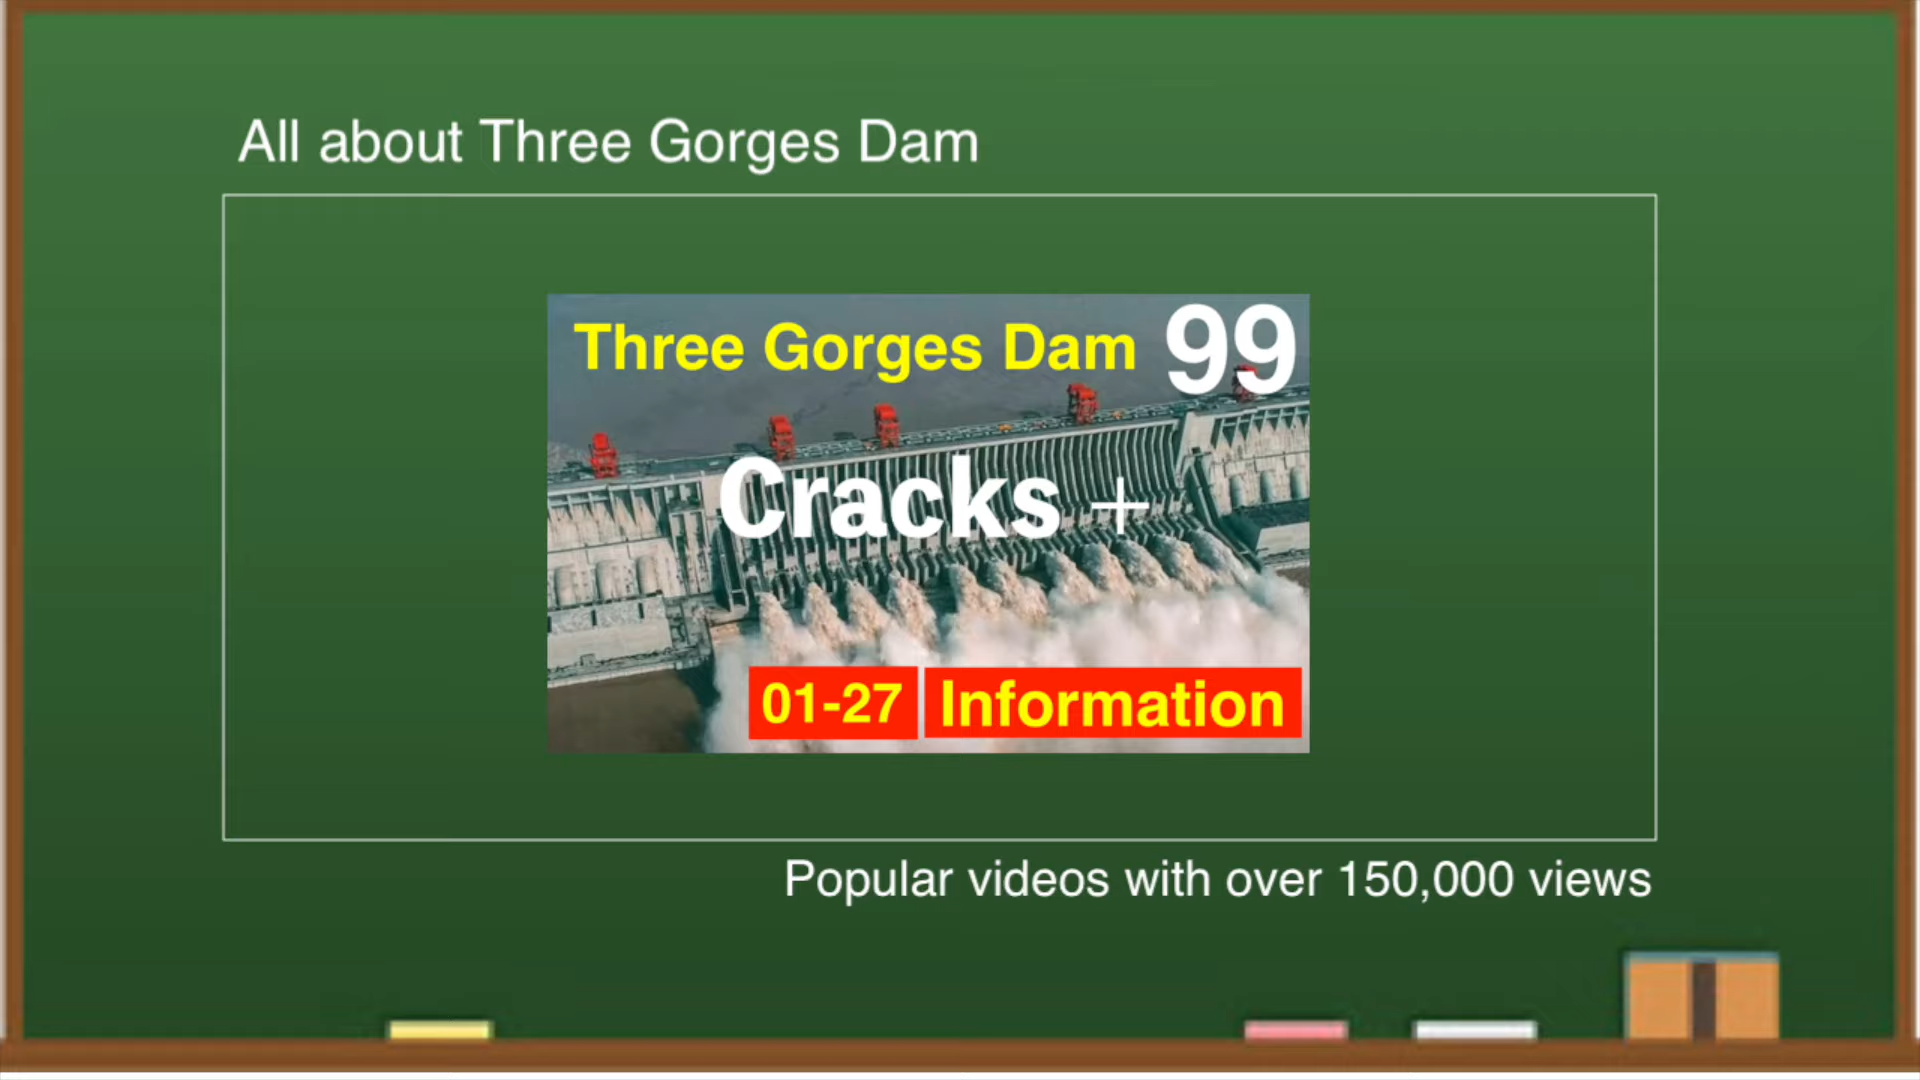 All about Three Gorges Dam
Three Gorges Dam 99
Cracks +
01-27 Information
Popular videos with over 150,000 views